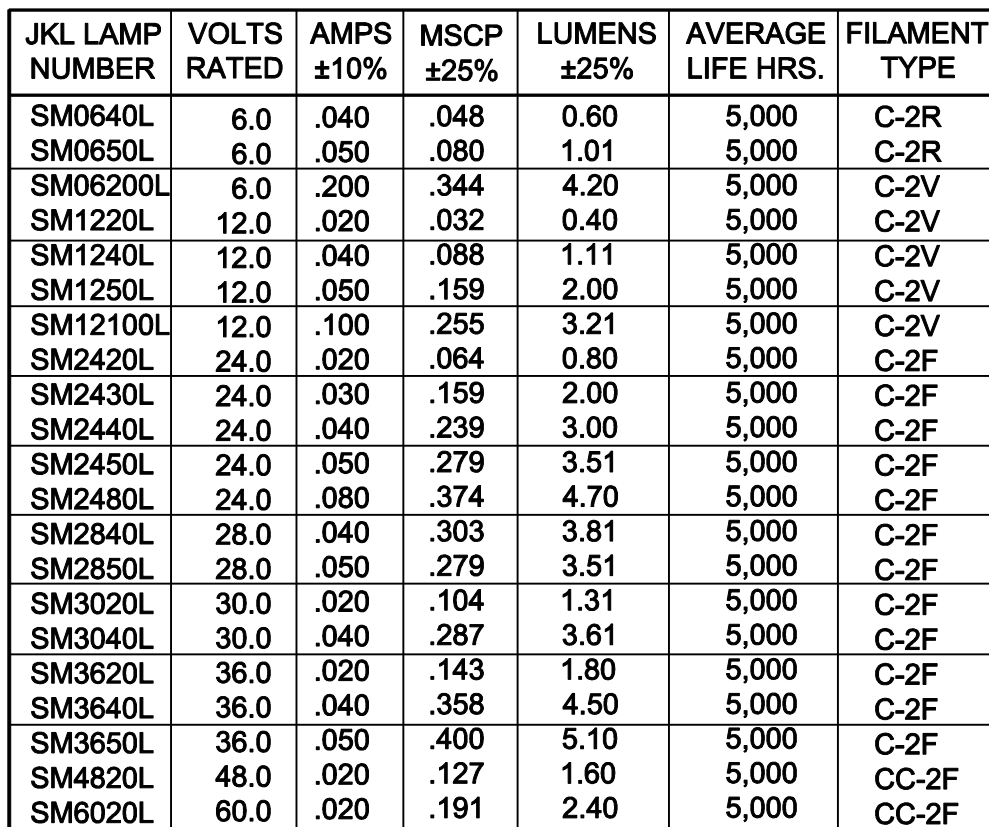 JKL LAMP NUMBER VOLTS RATED AMPS ±10% MSCP ±25% LUMENS ±25% AVERAGE LIFE HRS. FILAMENT TYPE
SM0640L 6.0 .040 .048 0.60 5,000 C-2R
SM0650L 6.0 .050 .080 1.01 5,000 C-2R
SM06200L 6.0 .200 .344 4.20 5,000 C-2V
SM1220L 12.0 .020 .032 0.40 5,000 C-2V
SM1240L 12.0 .040 .088 1.11 5,000 C-2V
SM1250L 12.0 .050 .159 2.00 5,000 C-2V
SM12100L 12.0 .100 .255 3.21 5,000 C-2V
SM2420L 24.0 .020 .064 0.80 5,000 C-2F
SM2430L 24.0 .030 .159 2.00 5,000 C-2F
SM2440L 24.0 .040 .239 3.00 5,000 C-2F
SM2450L 24.0 .050 .279 3.51 5,000 C-2F
SM2480L 24.0 .080 .374 4.70 5,000 C-2F
SM2840L 28.0 .040 .303 3.81 5,000 C-2F
SM2850L 28.0 .050 .279 3.51 5,000 C-2F
SM3020L 30.0 .020 .104 1.31 5,000 C-2F
SM3040L 30.0 .040 .287 3.61 5,000 C-2F
SM3620L 36.0 .020 .143 1.80 5,000 C-2F
SM3640L 36.0 .040 .358 4.50 5,000 C-2F
SM3650L 36.0 .050 .400 5.10 5,000 C-2F
SM4820L 48.0 .020 .127 1.60 5,000 CC-2F
SM6020L 60.0 .020 .191 2.40 5,000 CC-2F